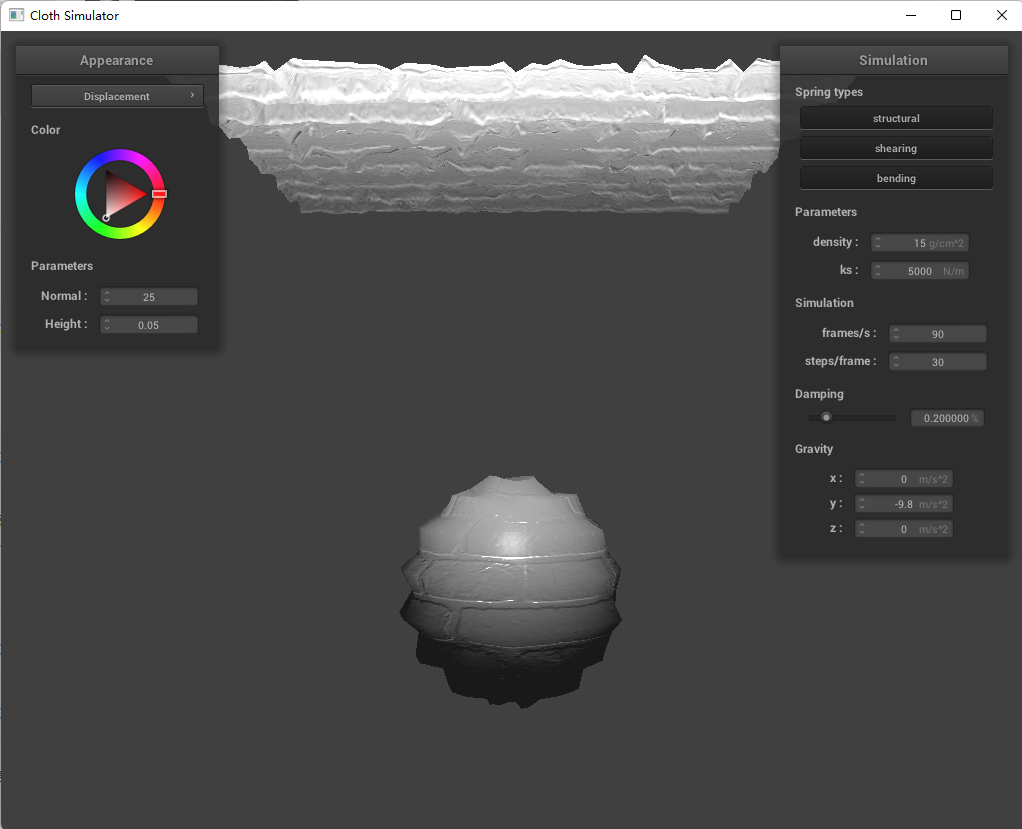 Cloth Simulator
Appearance
Displacement
Color
Parameters
Normal : 25
Height : 0.05
Simulation
Spring types
structural
shearing
bending
Parameters
density : 15 g/cm^2
ks : 5000 N/m
Simulation
frames/s : 90
steps/frame : 30
Damping
0.200000 %
Gravity
x : 0 m/s^2
y : -9.8 m/s^2
z : 0 m/s^2